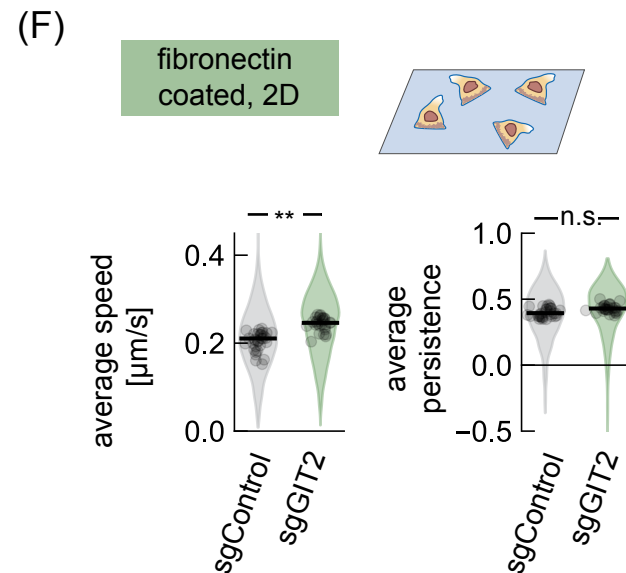 (F)
fibronectin
coated, 2D
**
n.s.
average speed
[µm/s]
0.4
0.2
0.0
sgControl
sgGIT2
average
persistence
1.0
0.5
0.0
−0.5
sgControl
sgGIT2